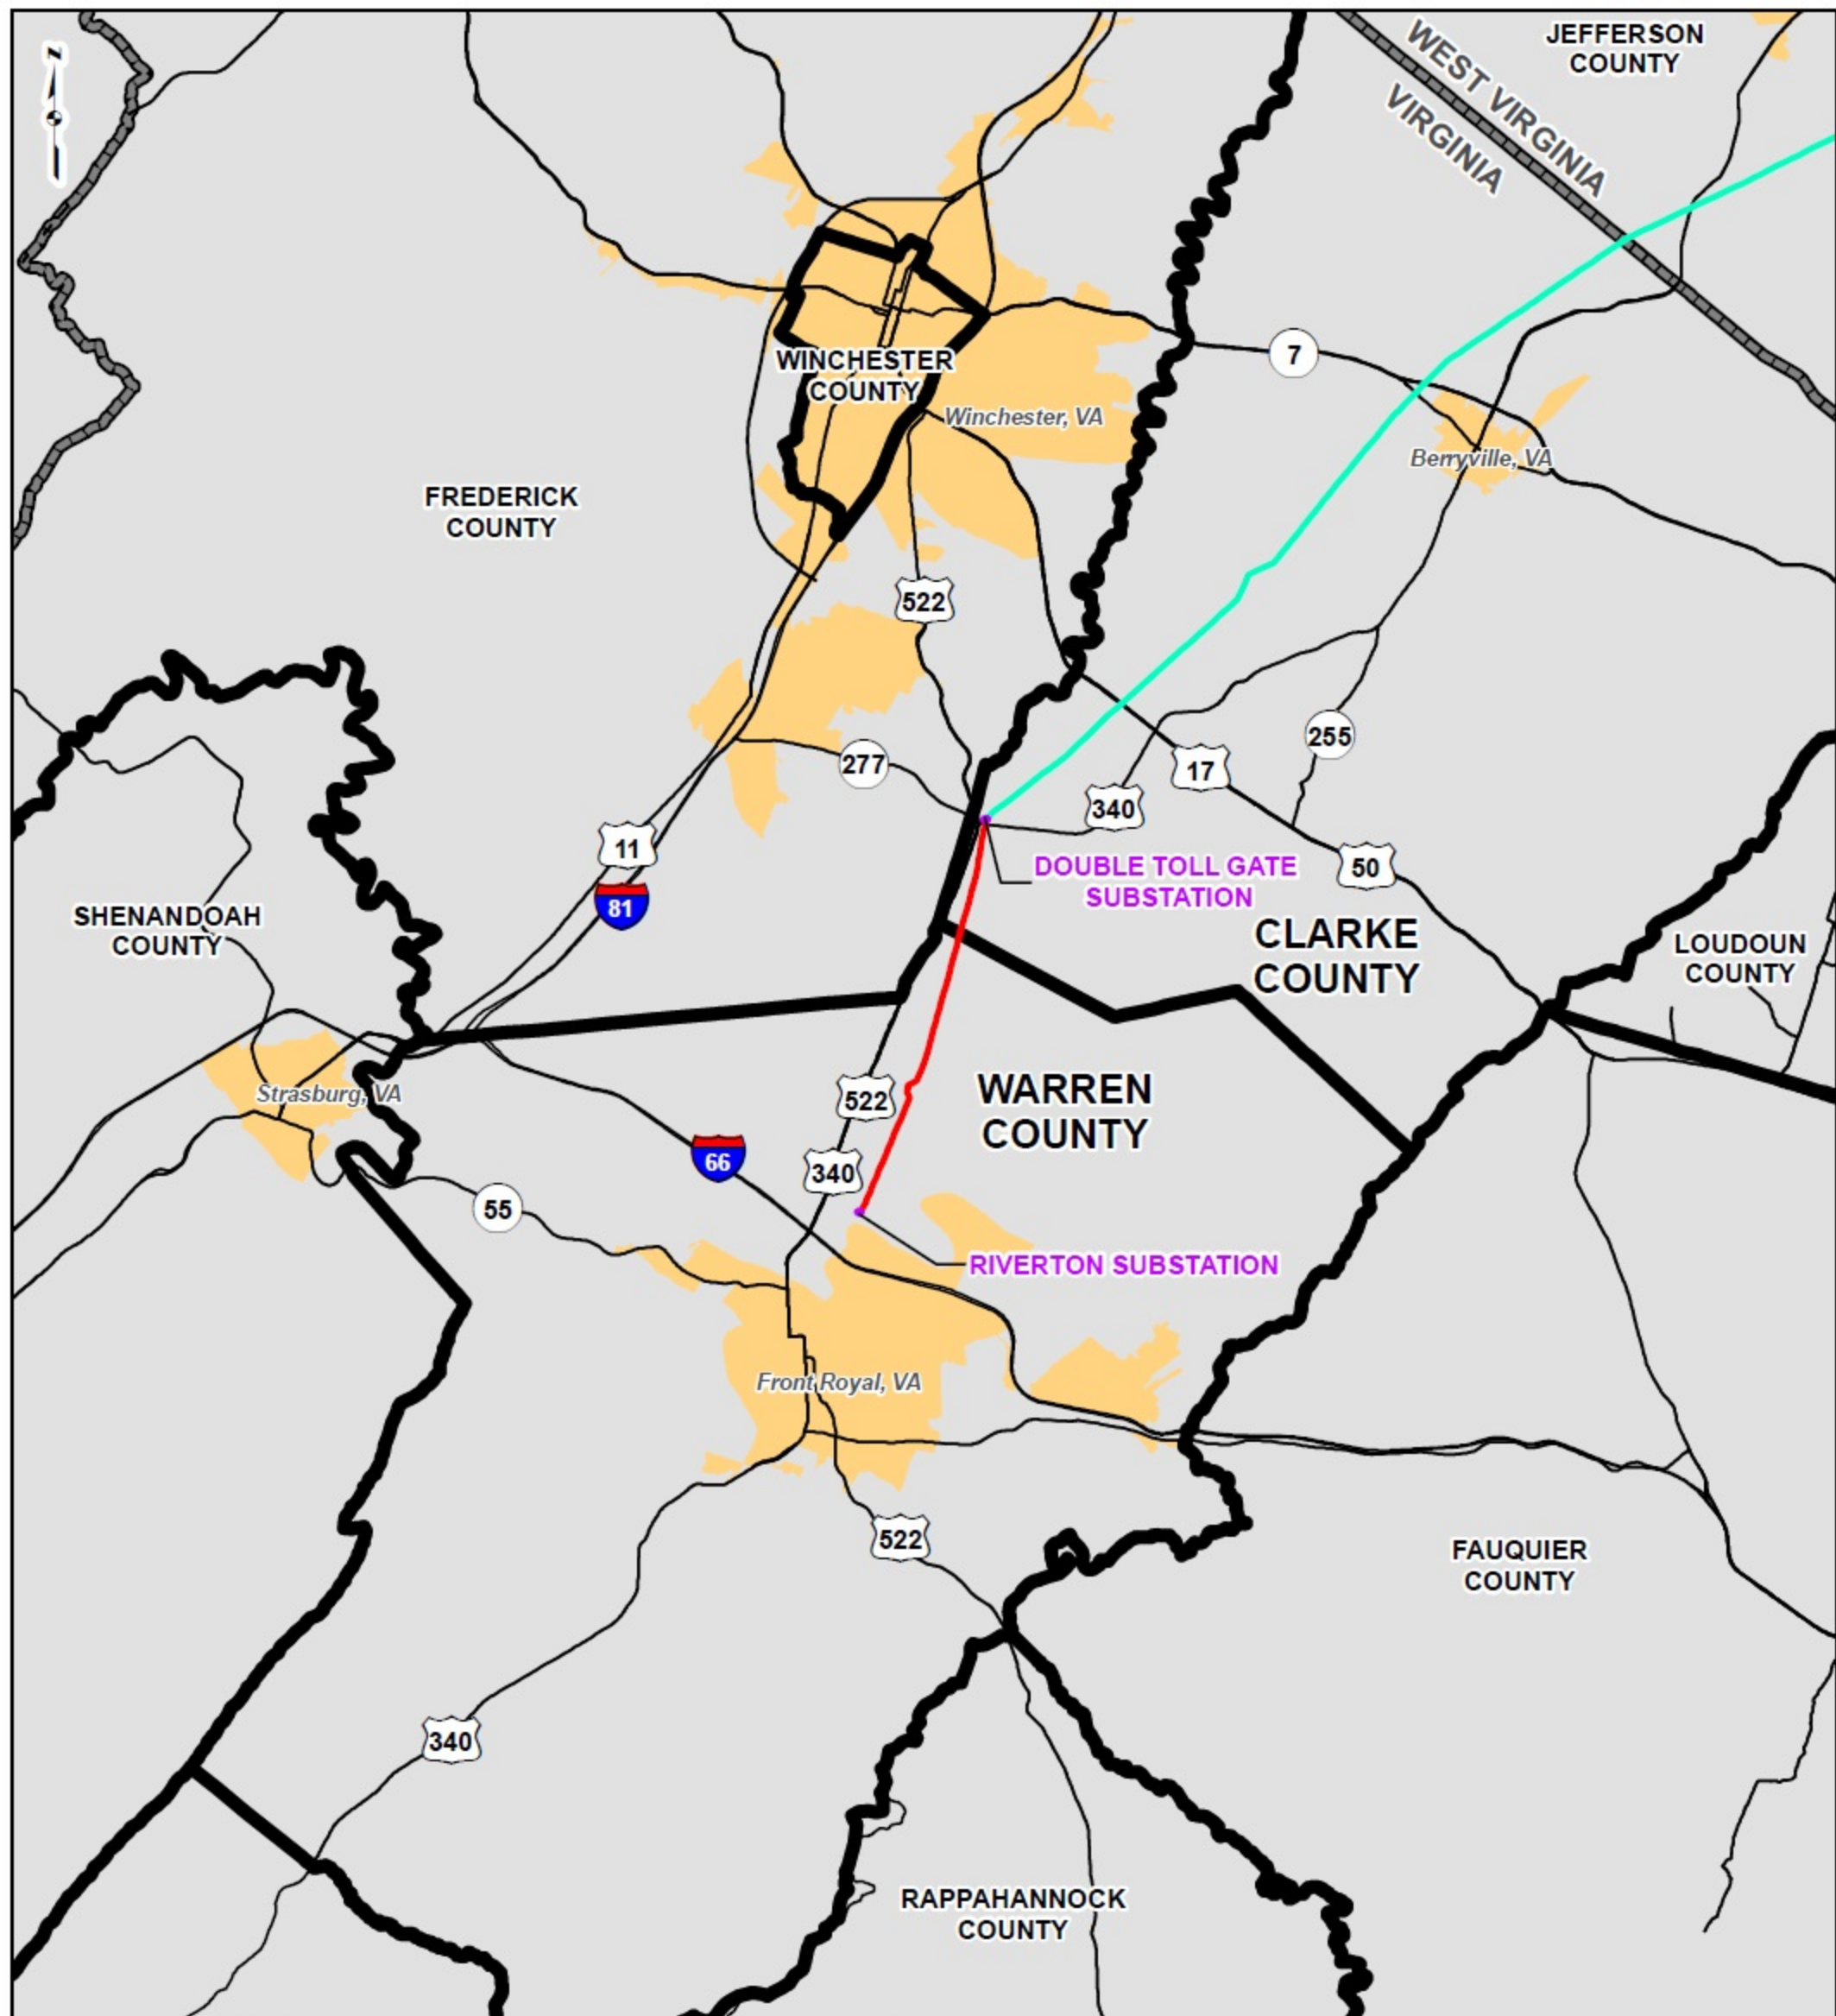 JEFFERSON
COUNTY
WEST VIRGINIA
VIRGINIA
N
7
WINCHESTER
COUNTY
Winchester, VA
Berryville, VA
FREDERICK
COUNTY
522
255
277
17
340
11
50
DOUBLE TOLL GATE
SUBSTATION
81
SHENANDOAH
COUNTY
CLARKE
COUNTY
LOUDOUN
COUNTY
Strasburg, VA
522
WARREN
COUNTY
66
340
55
RIVERTON SUBSTATION
Front Royal, VA
522
FAUQUIER
COUNTY
340
RAPPAHANNOCK
COUNTY